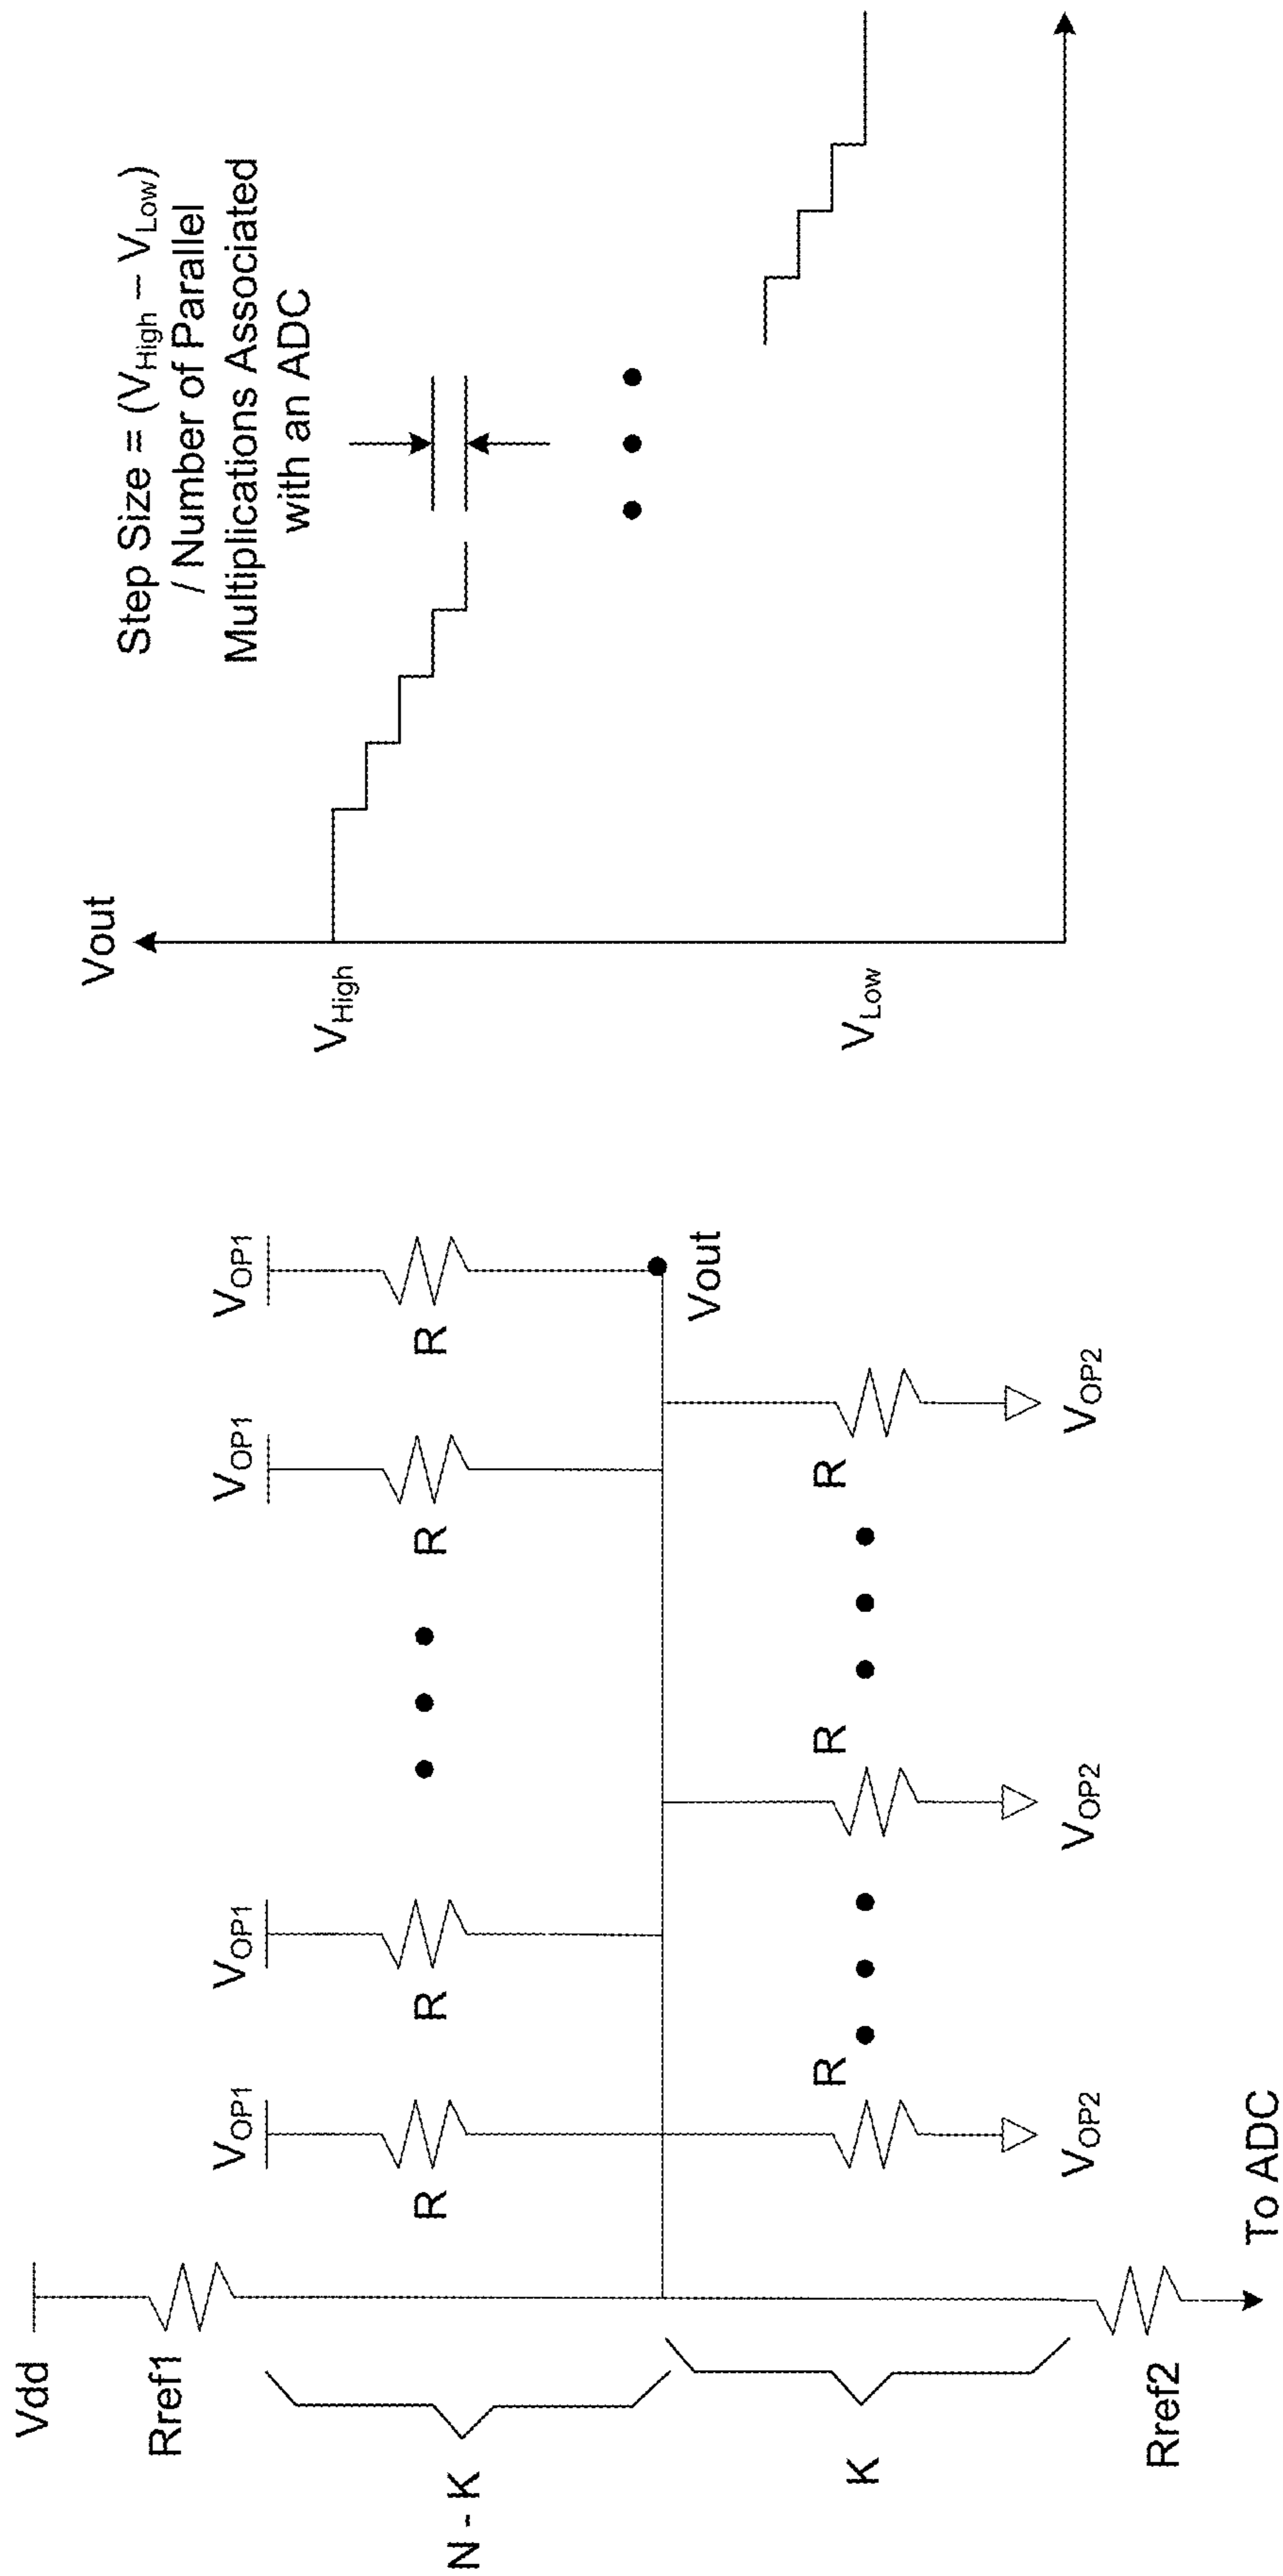 Vdd
Rref1
N - K
K
Rref2
To ADC
VOP1
VOP1
VOP1
VOP1
R
R
R
R
Vout
R
R
R
VOP2
VOP2
VOP2
Vout
VHigh
VLow
Step Size = (VHigh – VLow)
/ Number of Parallel
Multiplications Associated
with an ADC